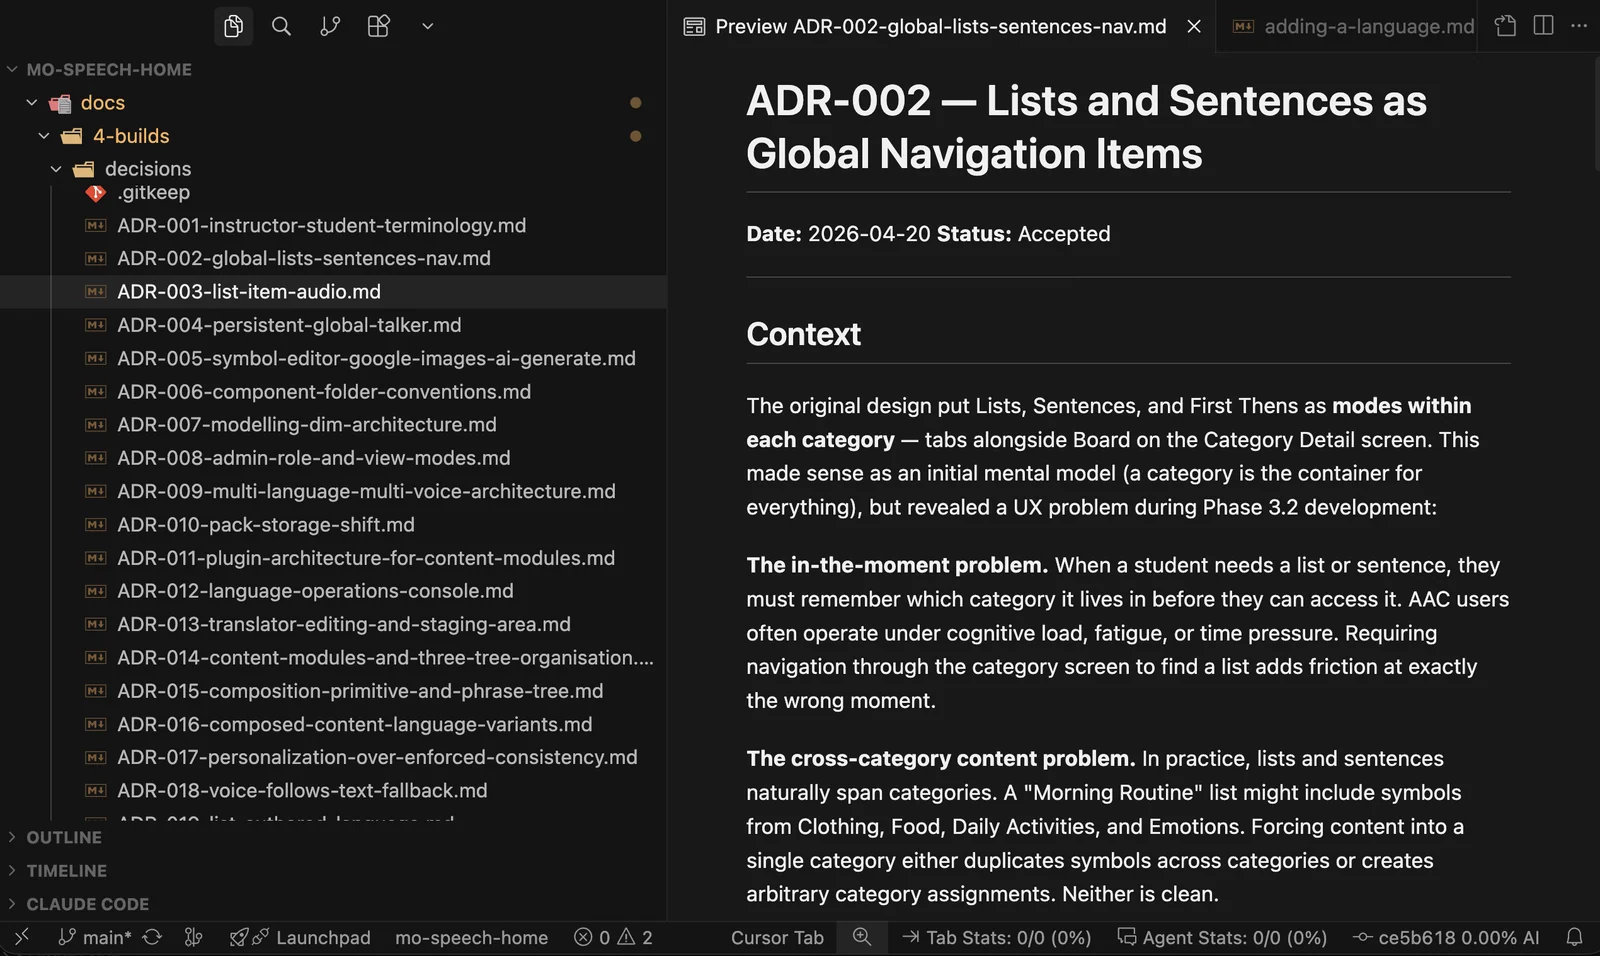 Preview ADR-002-global-lists-sentences-nav.md
adding-a-language.md
MO-SPEECH-HOME
docs
4-builds
decisions
.gitkeep
ADR-001-instructor-student-terminology.md
ADR-002-global-lists-sentences-nav.md
ADR-003-list-item-audio.md
ADR-004-persistent-global-talker.md
ADR-005-symbol-editor-google-images-ai-generate.md
ADR-006-component-folder-conventions.md
ADR-007-modelling-dim-architecture.md
ADR-008-admin-role-and-view-modes.md
ADR-009-multi-language-multi-voice-architecture.md
ADR-010-pack-storage-shift.md
ADR-011-plugin-architecture-for-content-modules.md
ADR-012-language-operations-console.md
ADR-013-translator-editing-and-staging-area.md
ADR-014-content-modules-and-three-tree-organisation....
ADR-015-composition-primitive-and-phrase-tree.md
ADR-016-composed-content-language-variants.md
ADR-017-personalization-over-enforced-consistency.md
ADR-018-voice-follows-text-fallback.md
OUTLINE
TIMELINE
CLAUDE CODE
ADR-002 — Lists and Sentences as
Global Navigation Items
Date: 2026-04-20 Status: Accepted
Context
The original design put Lists, Sentences, and First Thens as modes within
each category — tabs alongside Board on the Category Detail screen. This
made sense as an initial mental model (a category is the container for
everything), but revealed a UX problem during Phase 3.2 development:
The in-the-moment problem. When a student needs a list or sentence, they
must remember which category it lives in before they can access it. AAC users
often operate under cognitive load, fatigue, or time pressure. Requiring
navigation through the category screen to find a list adds friction at exactly
the wrong moment.
The cross-category content problem. In practice, lists and sentences
naturally span categories. A "Morning Routine" list might include symbols
from Clothing, Food, Daily Activities, and Emotions. Forcing content into a
single category either duplicates symbols across categories or creates
arbitrary category assignments. Neither is clean.
main* Launchpad mo-speech-home 0 2 Cursor Tab Tab Stats: 0/0 (0%) Agent Stats: 0/0 (0%) ce5b618 0.00% AI